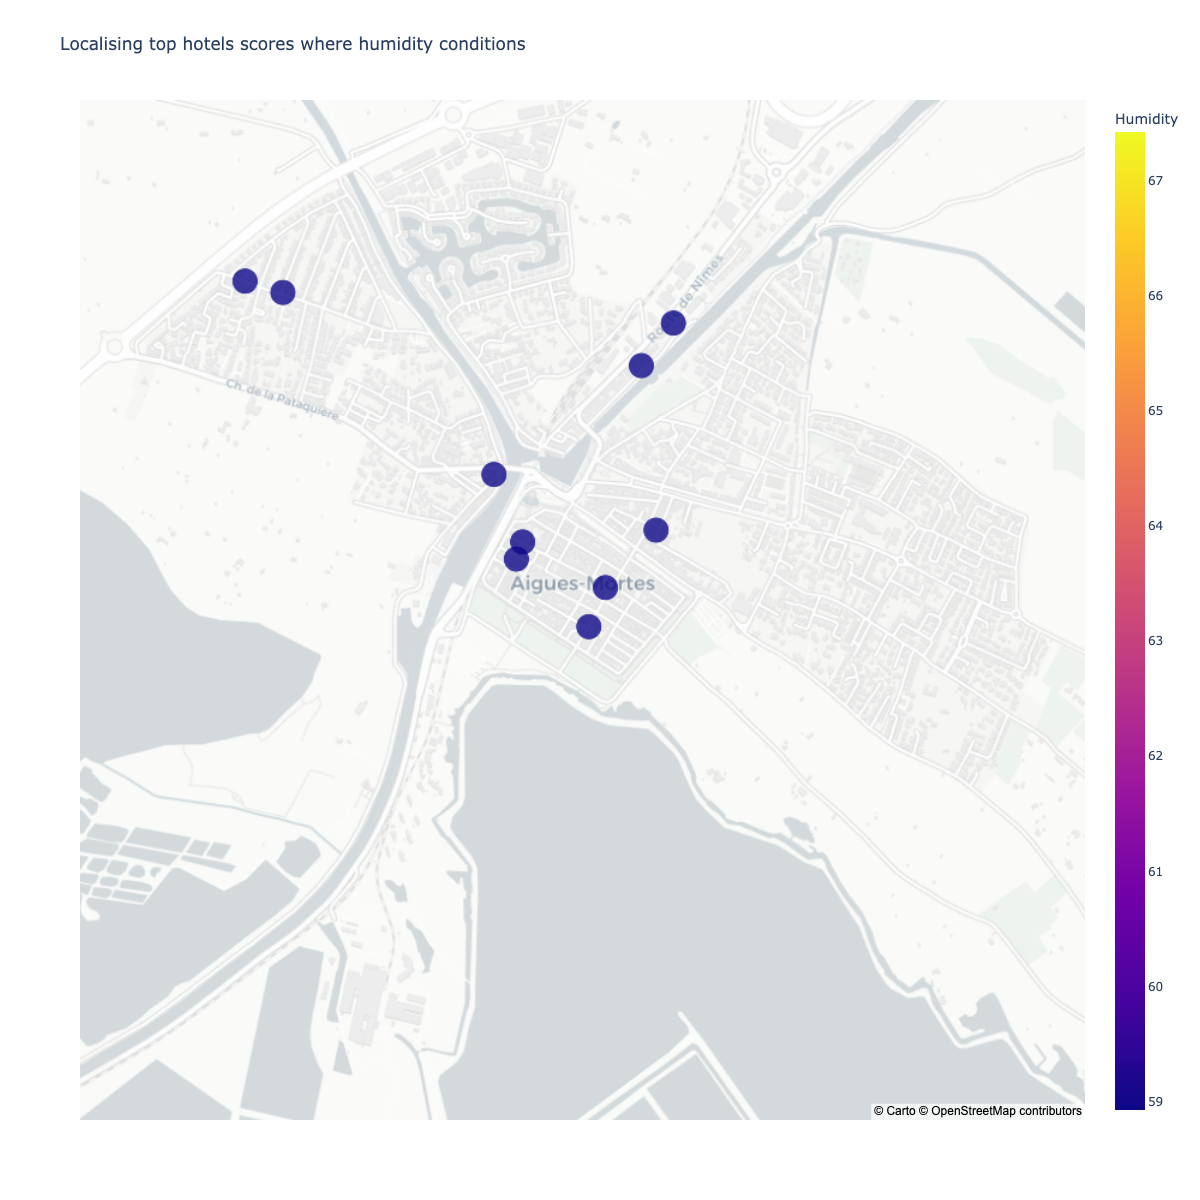 Localising top hotels scores where humidity conditions
Humidity
67
66
65
64
63
62
61
60
59
Ch. de la Pataquière
de Nîmes
Aigues-Mortes
© Carto © OpenStreetMap contributors